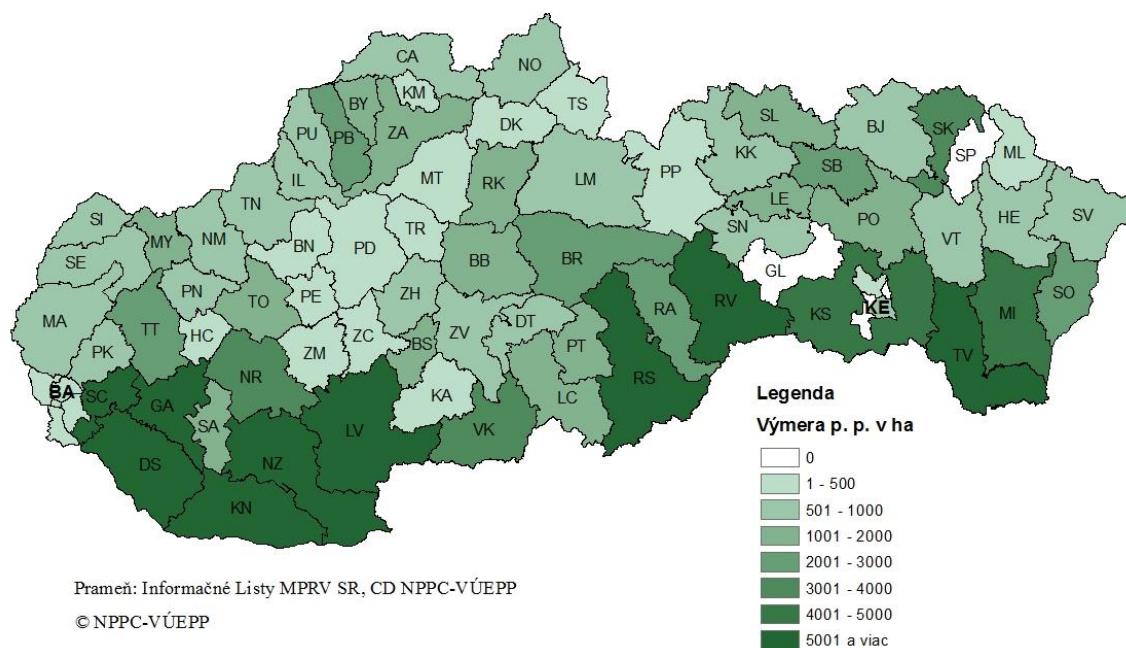 CA
NO
KM
TS
BY
PU
PB
ZA
DK
SL
BJ
SK
SP
ML
KK
IL
MT
RK
LM
PP
SB
TN
LE
PO
HE
SV
SI
MY
NM
BN
PD
TR
SN
VT
SE
BB
BR
GL
PN
TO
PE
ZH
RA
RV
KS
KE
MI
SO
MA
TT
HC
ZM
ZC
BS
ZV
DT
PK
PT
TV
BA
SC
GA
NR
KA
RS
SA
LV
VK
LC
DS
NZ
KN
Legenda
Výmera p. p. v ha
0
1 - 500
501 - 1000
1001 - 2000
2001 - 3000
3001 - 4000
4001 - 5000
5001 a viac
Prameň: Informačné Listy MPRV SR, CD NPPC-VÚEPP
© NPPC-VÚEPP